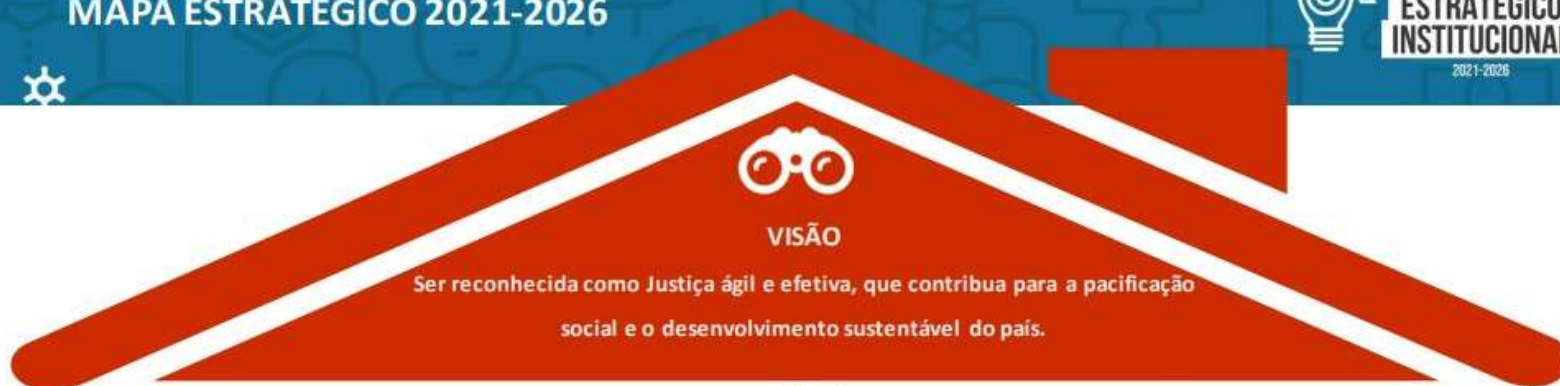 MAPA ESTRATÉGICO 2021-2026
ESTRATÉGICO
INSTITUCIONAL
2021-2026
VISÃO
Ser reconhecida como Justiça ágil e efetiva, que contribua para a pacificação
social e o desenvolvimento sustentável do país.